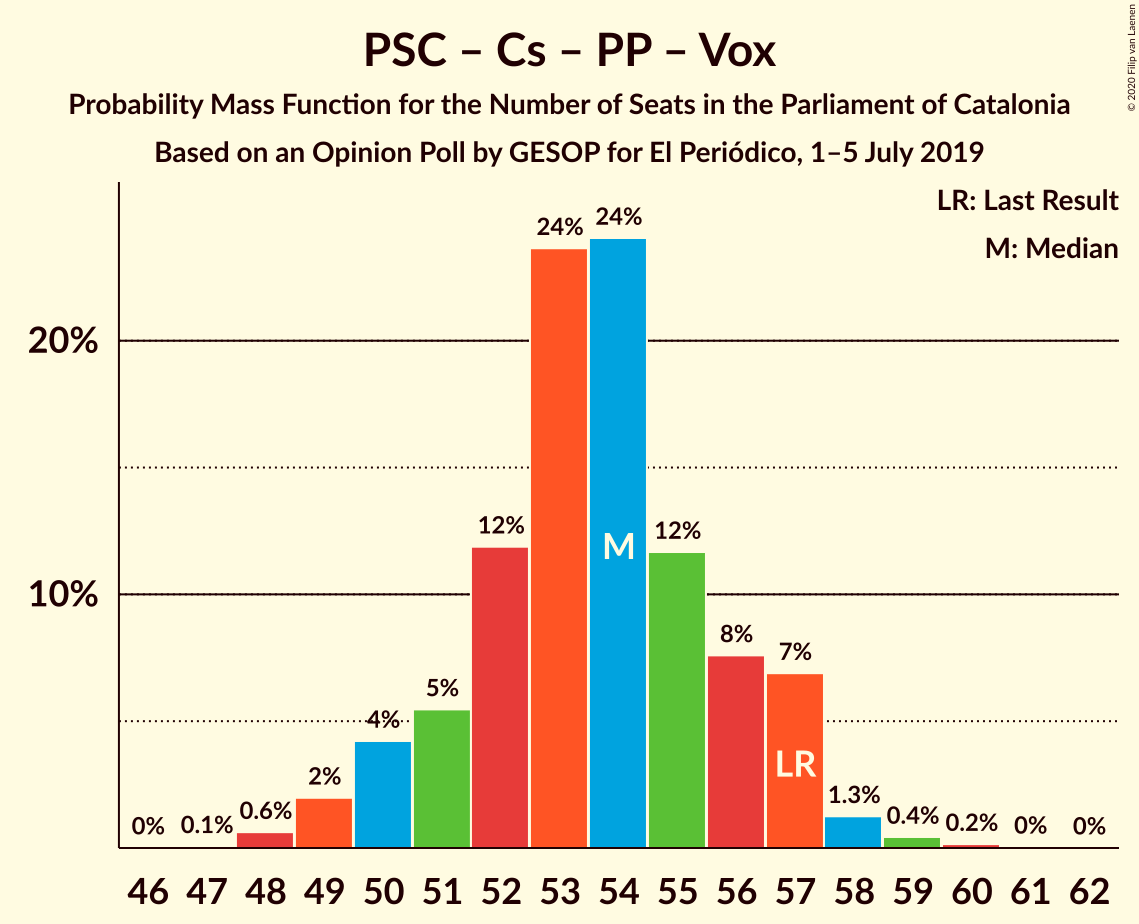 PSC – Cs – PP – Vox
Probability Mass Function for the Number of Seats in the Parliament of Catalonia
Based on an Opinion Poll by GESOP for El Periódico, 1–5 July 2019
© 2020 Filip van Laenen
LR: Last Result
M: Median
20%
10%
0%
0.1%
0.6%
2%
4%
5%
12%
24%
24%
12%
8%
7%
1.3%
0.4%
0.2%
0%
0%
M
LR
46 47 48 49 50 51 52 53 54 55 56 57 58 59 60 61 62